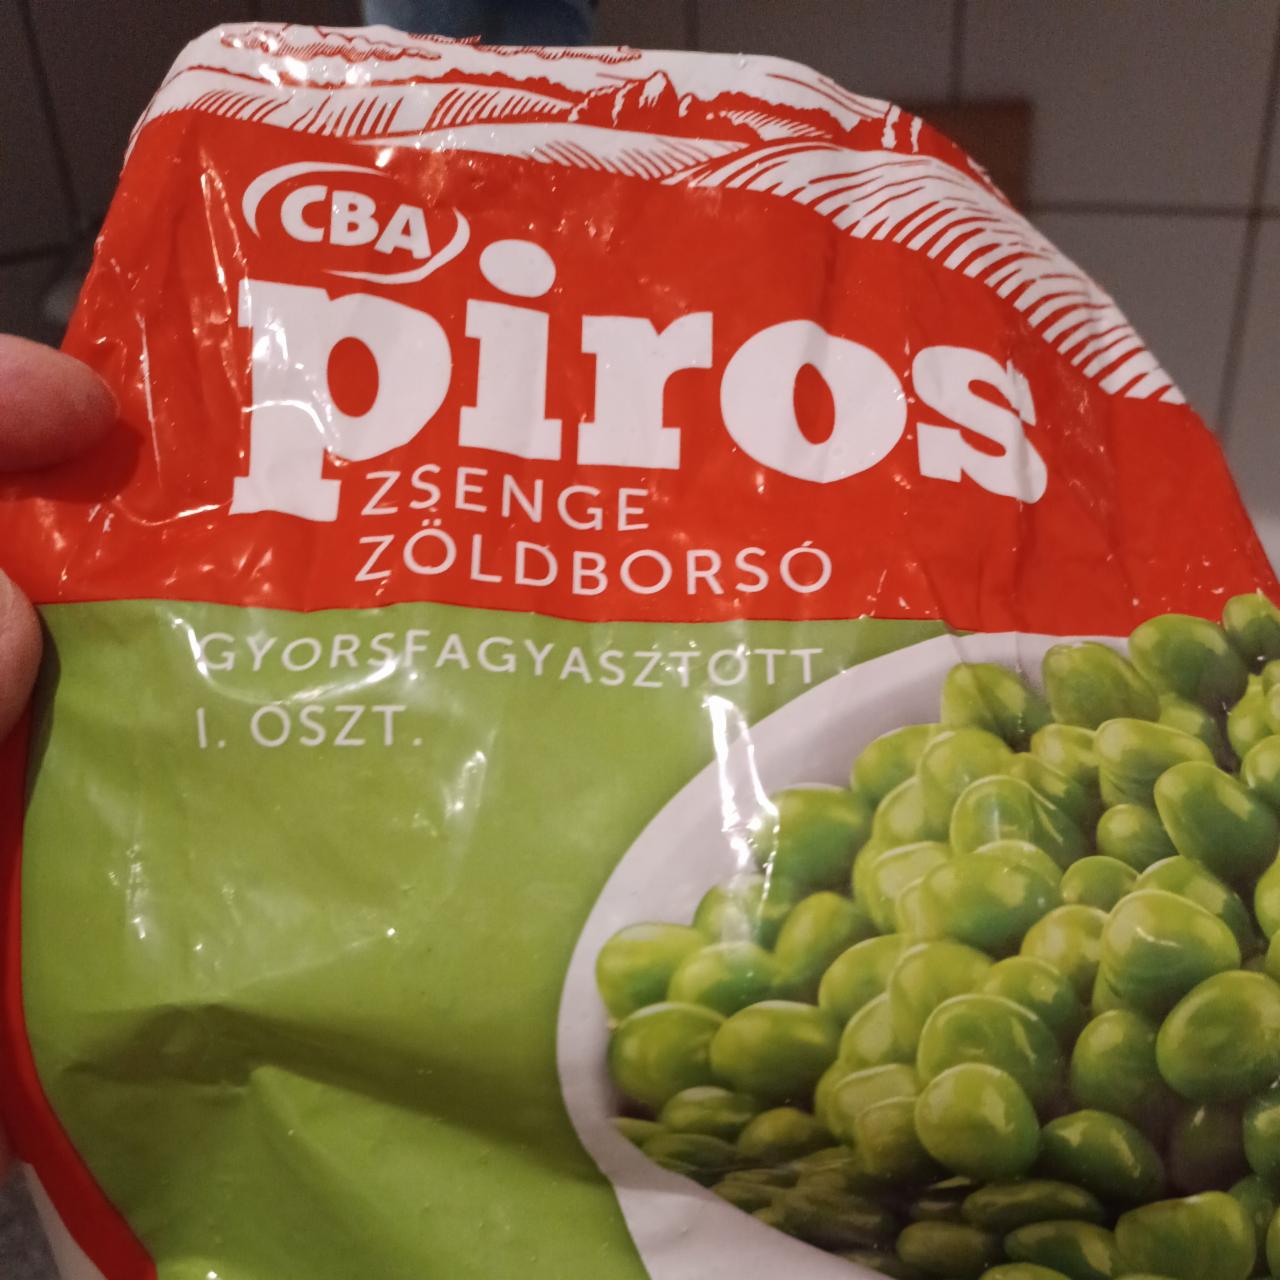 CBA
piros
ZSENGE
ZÖLDBORSÓ
GYORSFAGYASZTOTT
I. OSZT.